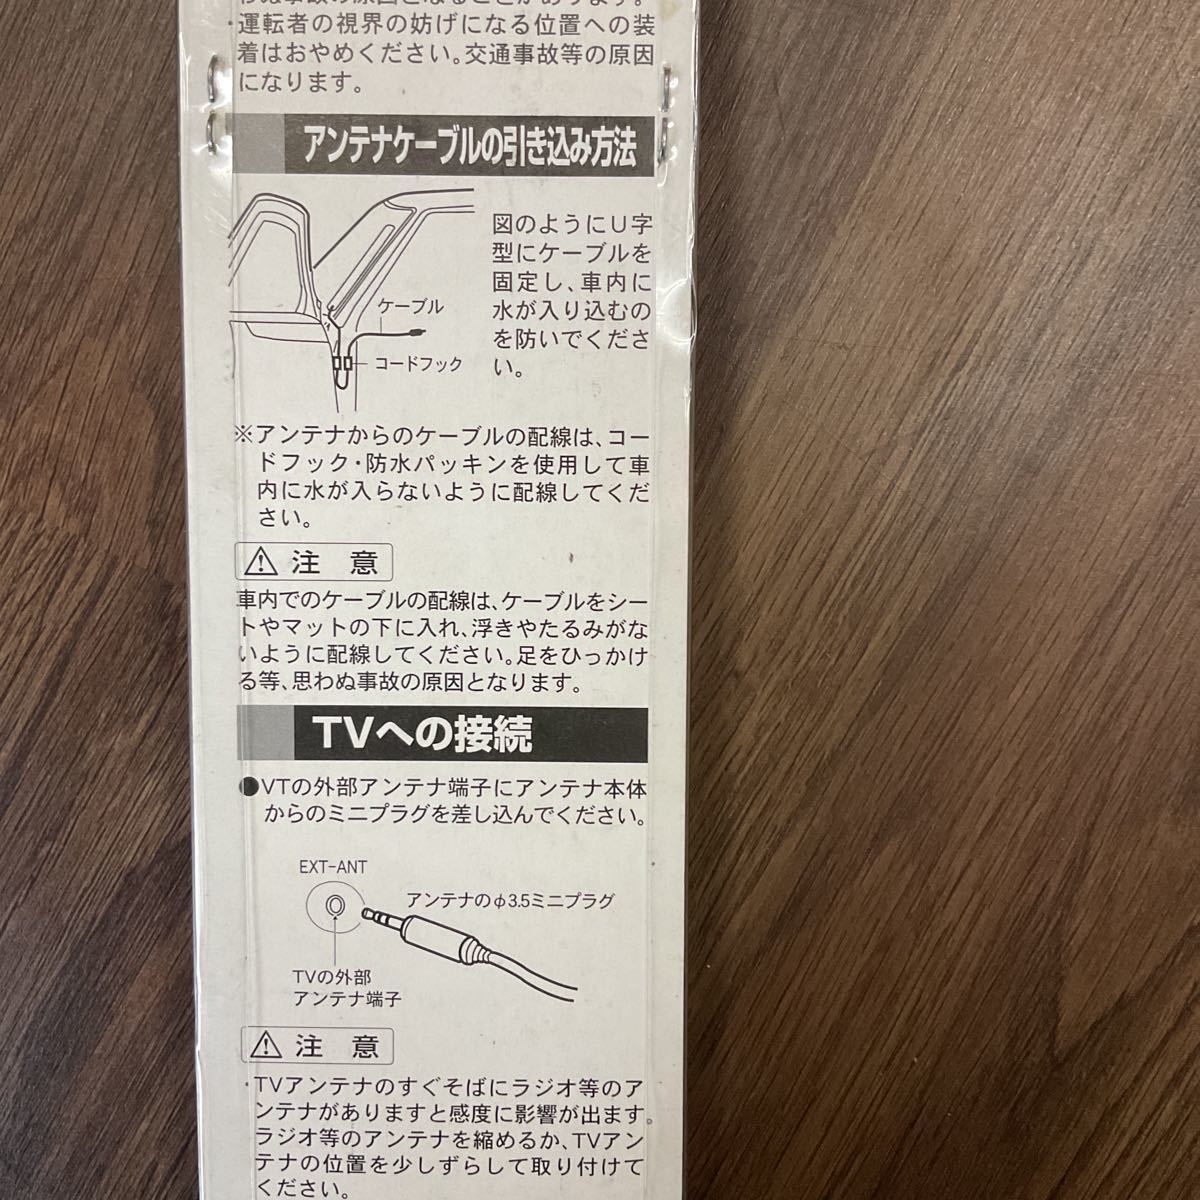 わぬ事故の原因となることがあります。
・運転者の視界の妨げになる位置への装
着はおやめください。交通事故等の原因
になります。
アンテナケーブルの引き込み方法
図のようにU字
型にケーブルを
固定し、車内に
水が入り込むの
を防いでくださ
い。
ケーブル
コードフック
※アンテナからのケーブルの配線は、コー
ドフック・防水パッキンを使用して車
内に水が入らないように配線してくだ
さい。
注 意
車内でのケーブルの配線は、ケーブルをシー
トやマットの下に入れ、浮きやたるみがな
いように配線してください。足をひっかけ
る等、思わぬ事故の原因となります。
TVへの接続
●VTの外部アンテナ端子にアンテナ本体
からのミニプラグを差し込んでください。
EXT-ANT
アンテナのφ3.5ミニプラグ
TVの外部
アンテナ端子
注 意
・TVアンテナのすぐそばにラジオ等のア
ンテナがありますと感度に影響が出ます。
ラジオ等のアンテナを縮めるか、TVアン
テナの位置を少しずらして取り付けて
ください。